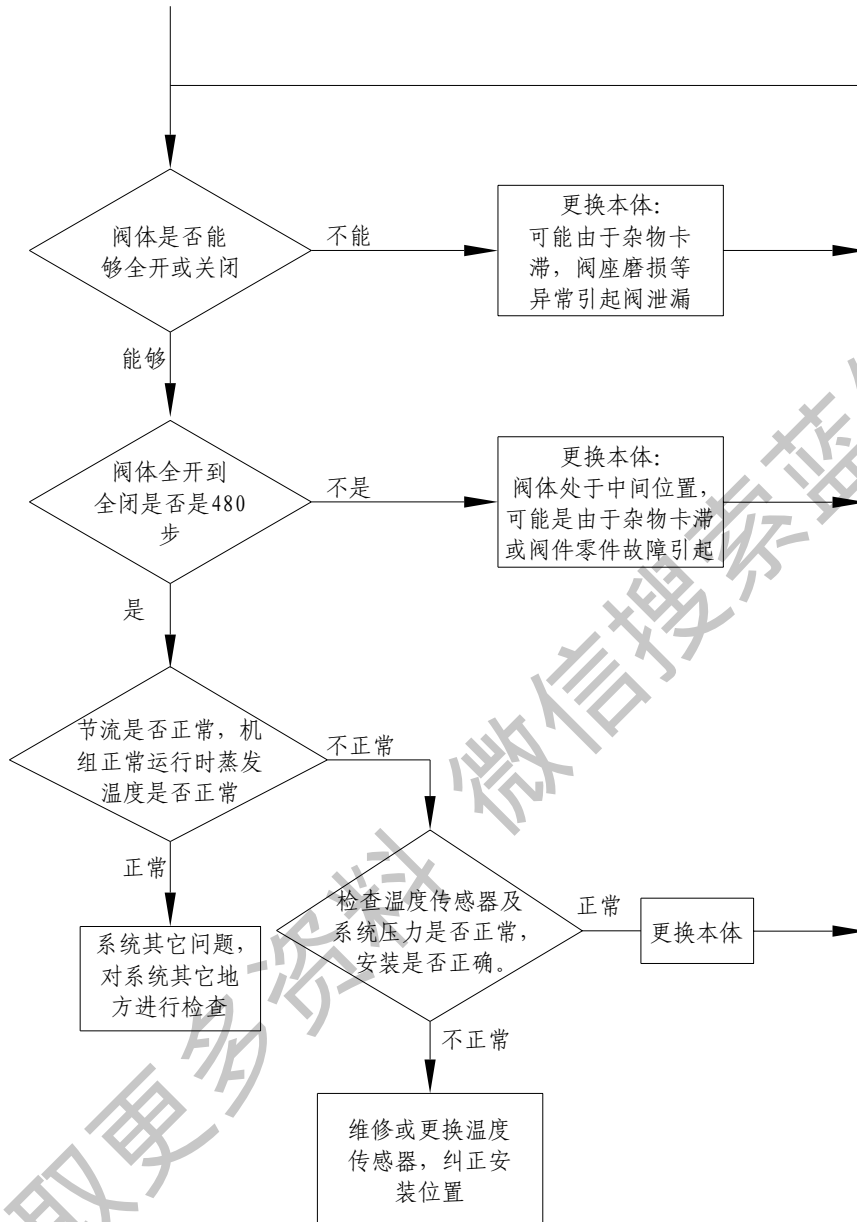 阀体是否能
够全开或关闭
不能
更换本体：
可能由于杂物卡
滞，阀座磨损等
异常引起阀泄漏
能够
阀体全开到
全闭是否是480
步
不是
更换本体：
阀体处于中间位置，
可能是由于杂物卡滞
或阀件零件故障引起
是
节流是否正常，机
组正常运行时蒸发
温度是否正常
不正常
正常
系统其它问题，
对系统其它地
方进行检查
检查温度传感器及
系统压力是否正常，
安装是否正确。
正常
更换本体
不正常
维修或更换温度
传感器，纠正安
装位置
取更多资料 微信搜索蓝